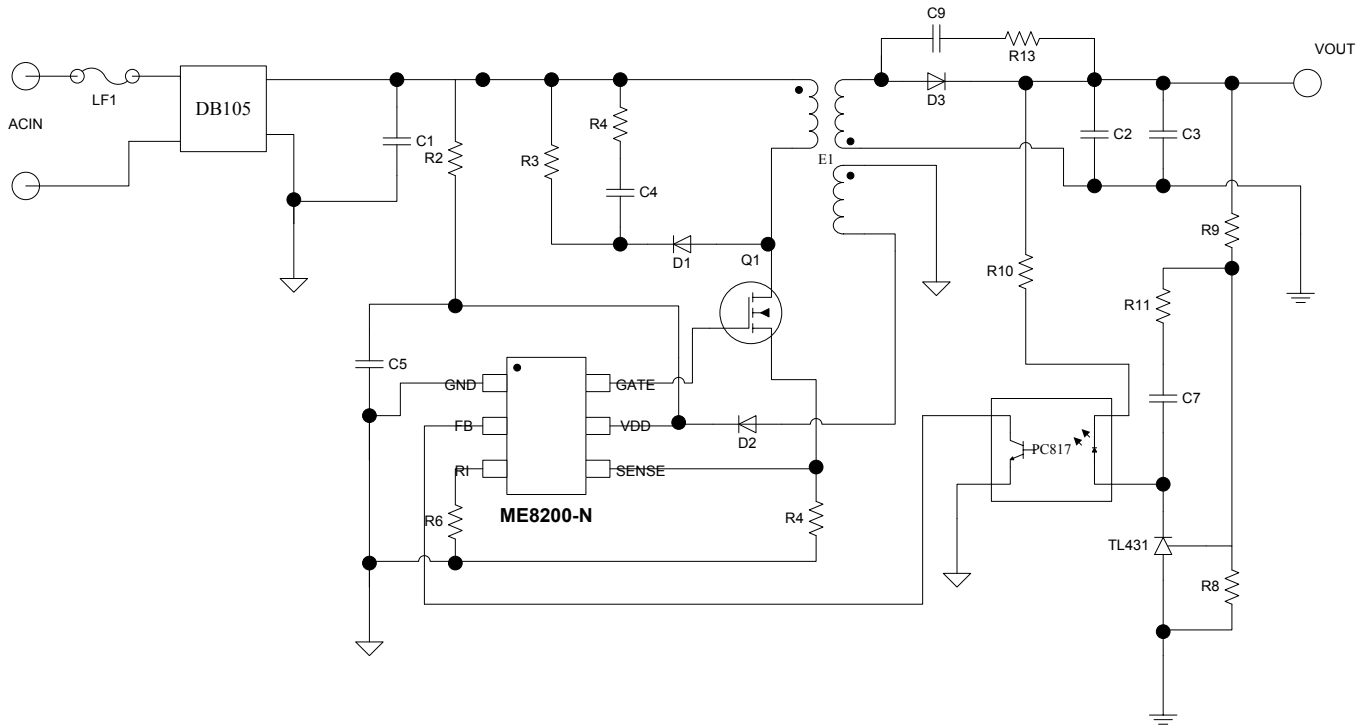 C9
R13
VOUT
LF1
DB105
D3
ACIN
C1
R2
R3
R4
C4
C2
C3
E1
D1
Q1
R9
R10
R11
C5
GND
GATE
C7
FB
VDD
D2
PC817
RI
SENSE
R6
ME8200-N
R4
TL431
R8